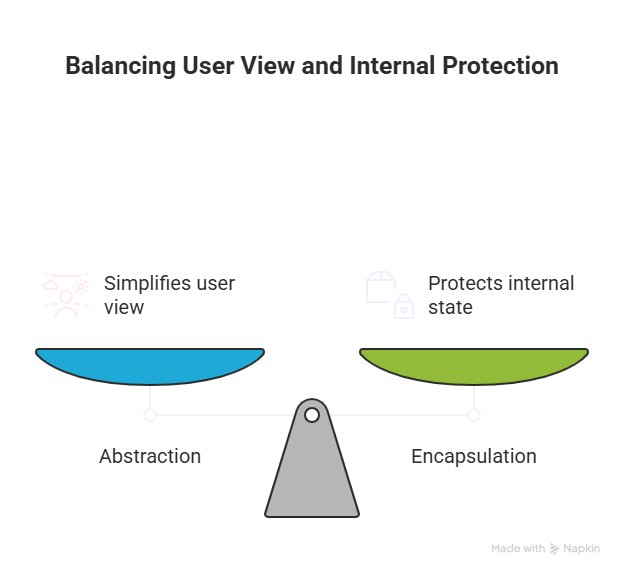 Balancing User View and Internal Protection
Simplifies user
view
Protects internal
state
Abstraction
Encapsulation
Made with Napkin